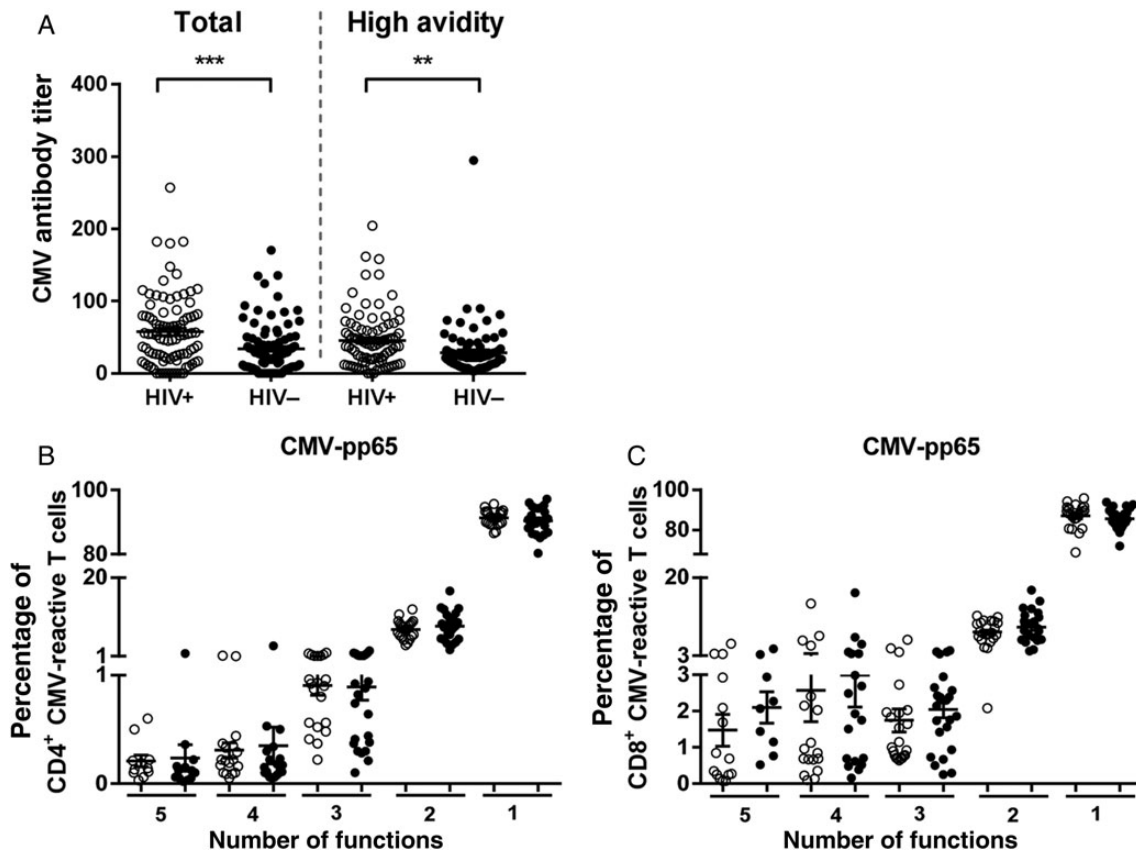 A
Total
High avidity
***
**
CMV antibody titer
400
300
200
100
0
HIV+
HIV–
HIV+
HIV–
B
CMV-pp65
Percentage of
CD4+ CMV-reactive T cells
100
80
20
1
1
0
5
4
3
2
1
Number of functions
C
CMV-pp65
Percentage of
CD8+ CMV-reactive T cells
100
80
20
3
3
2
1
0
5
4
3
2
1
Number of functions